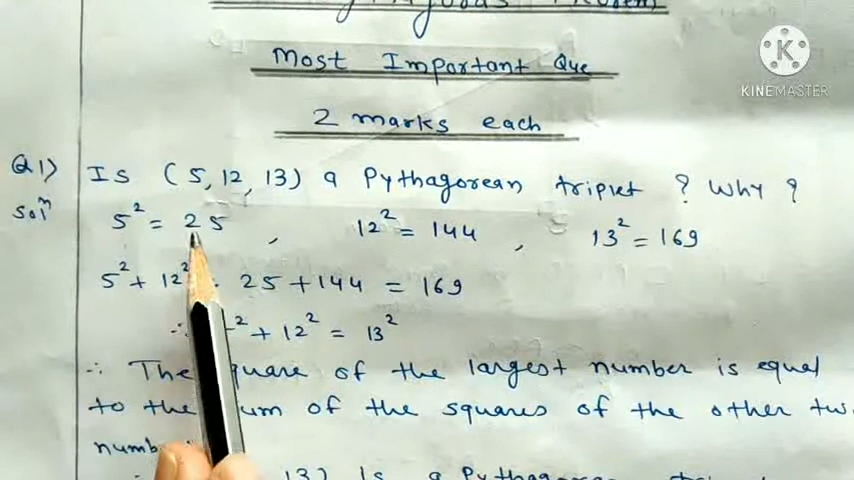 Most Important Que
KINEMASTER
2 marks each
Q1) Is (5, 12, 13) a Pythagorean triplet ? Why ?
Solⁿ 5² = 25 , 12² = 144 , 13² = 169
5² + 12² 25 + 144 = 169
∴ ² + 12² = 13²
∴ The quare of the largest number is equal
to the um of the squares of the other tw
numb
13) is a Pythagorean